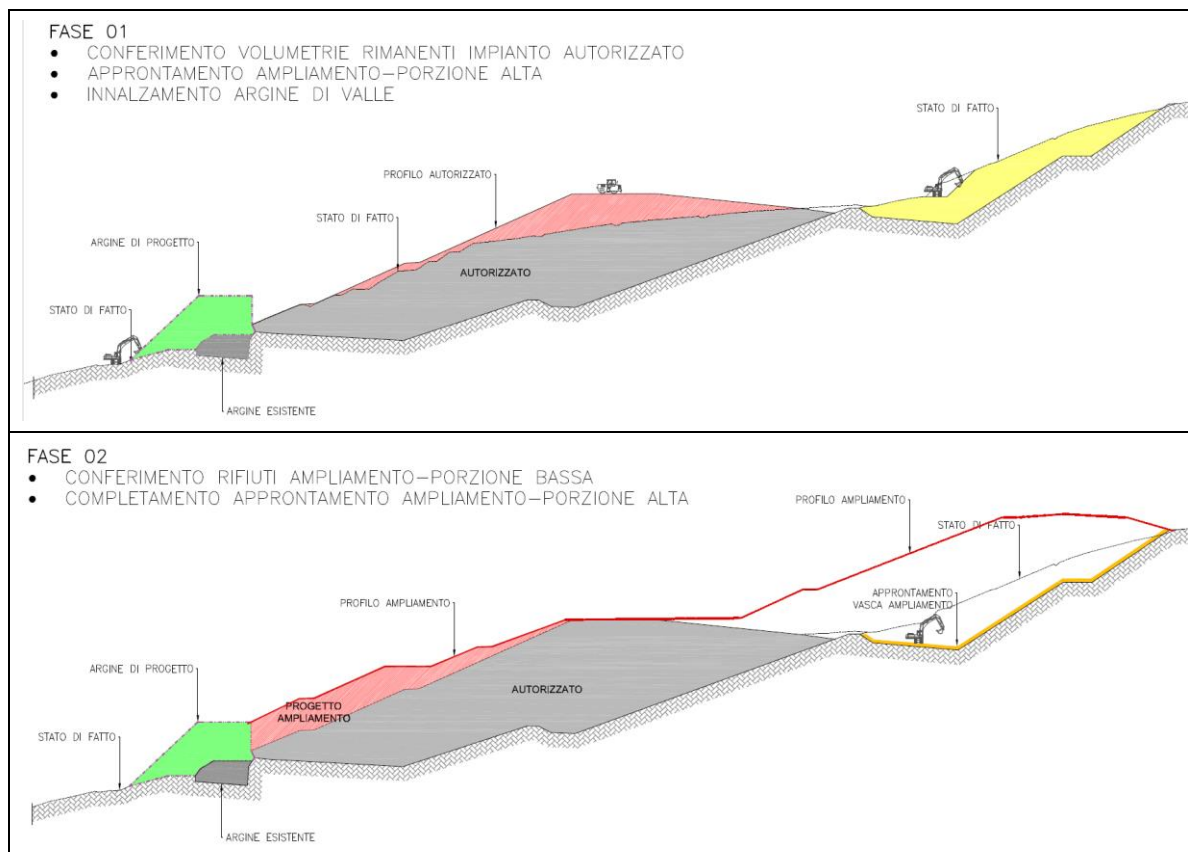 FASE 01
• CONFERIMENTO VOLUMETRIE RIMANENTI IMPIANTO AUTORIZZATO
• APPRONTAMENTO AMPLIAMENTO-PORZIONE ALTA
• INNALZAMENTO ARGINE DI VALLE
STATO DI FATTO
PROFILO AUTORIZZATO
STATO DI FATTO
ARGINE DI PROGETTO
AUTORIZZATO
STATO DI FATTO
ARGINE ESISTENTE
FASE 02
• CONFERIMENTO RIFIUTI AMPLIAMENTO-PORZIONE BASSA
• COMPLETAMENTO APPRONTAMENTO AMPLIAMENTO-PORZIONE ALTA
PROFILO AMPLIAMENTO
STATO DI FATTO
APPRONTAMENTO
VASCA AMPLIAMENTO
PROFILO AMPLIAMENTO
ARGINE DI PROGETTO
AUTORIZZATO
PROGETTO
AMPLIAMENTO
STATO DI FATTO
ARGINE ESISTENTE